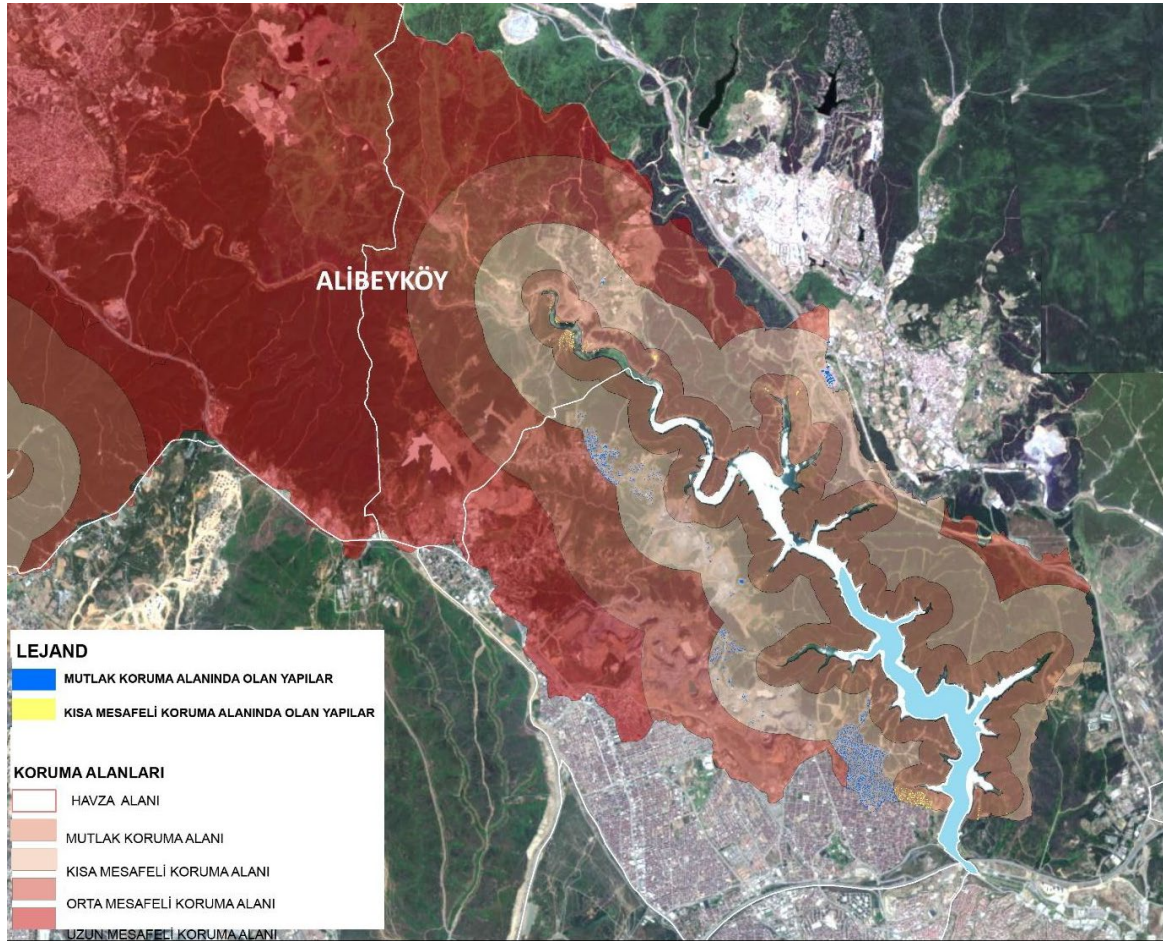 ALİBEYKÖY
LEJAND
MUTLAK KORUMA ALANINDA OLAN YAPILAR
KISA MESAFELİ KORUMA ALANINDA OLAN YAPILAR
KORUMA ALANLARI
HAVZA ALANI
MUTLAK KORUMA ALANI
KISA MESAFELİ KORUMA ALANI
ORTA MESAFELİ KORUMA ALANI
UZUN MESAFELİ KORUMA ALANI